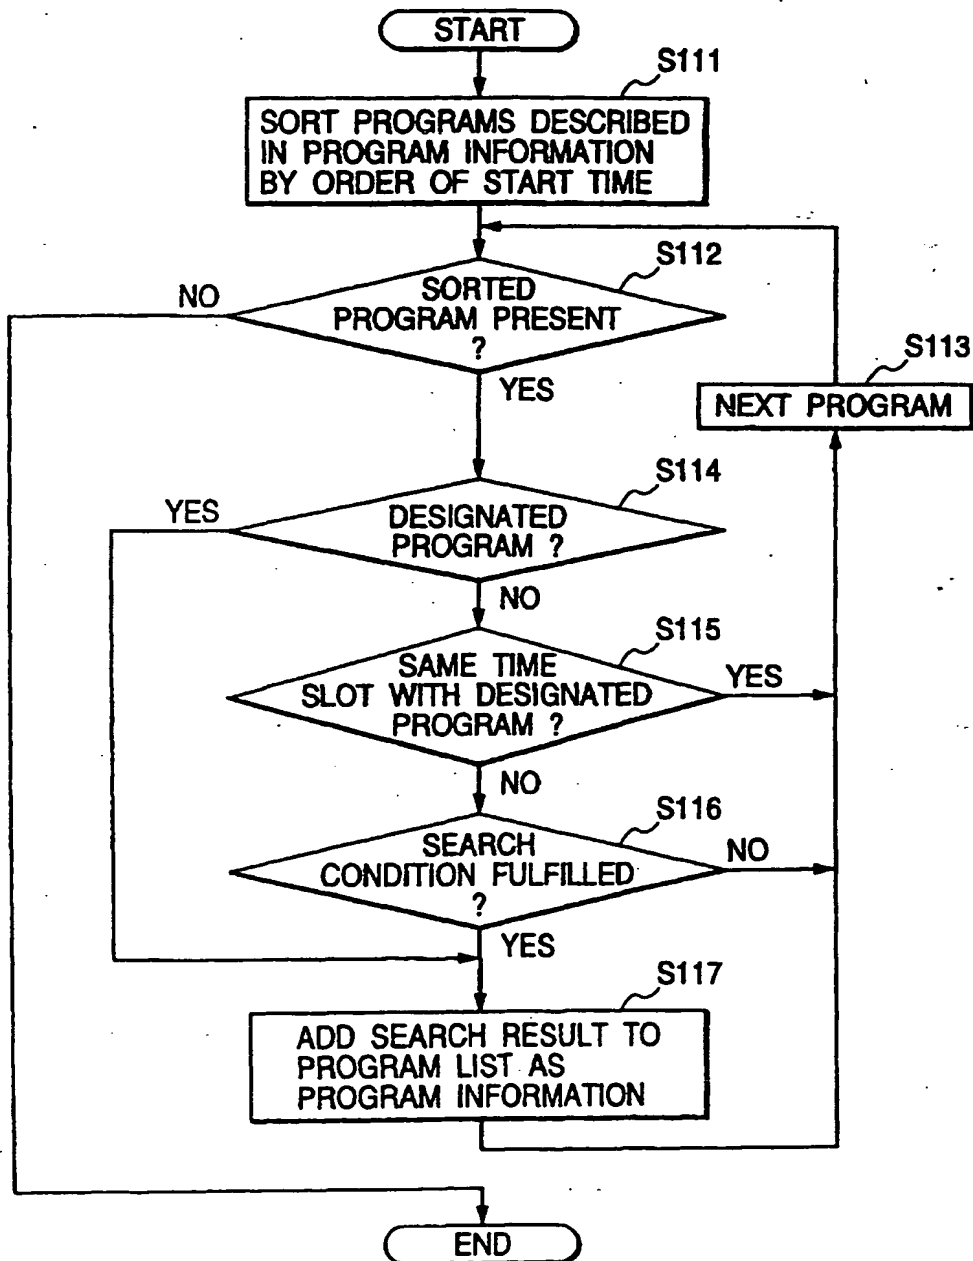 START
S111
SORT PROGRAMS DESCRIBED
IN PROGRAM INFORMATION
BY ORDER OF START TIME
S112
SORTED
PROGRAM PRESENT
?
NO
YES
S113
NEXT PROGRAM
S114
DESIGNATED
PROGRAM ?
YES
NO
S115
SAME TIME
SLOT WITH DESIGNATED
PROGRAM ?
YES
NO
S116
SEARCH
CONDITION FULFILLED
?
NO
YES
S117
ADD SEARCH RESULT TO
PROGRAM LIST AS
PROGRAM INFORMATION
END